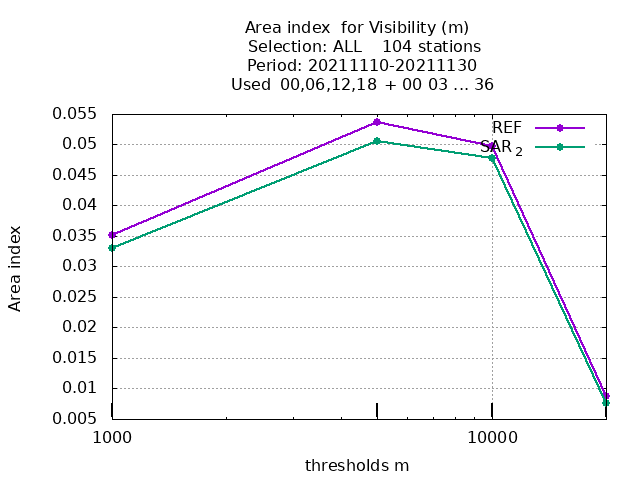 Area index  for Visibility (m)
Selection: ALL    104 stations
Period: 20211110-20211130
Used 00,06,12,18 + 00 03 ... 36
REF
SAR 2
0.055
0.05
0.045
0.04
0.035
0.03
0.025
0.02
0.015
0.01
0.005
Area index
1000
10000
thresholds m